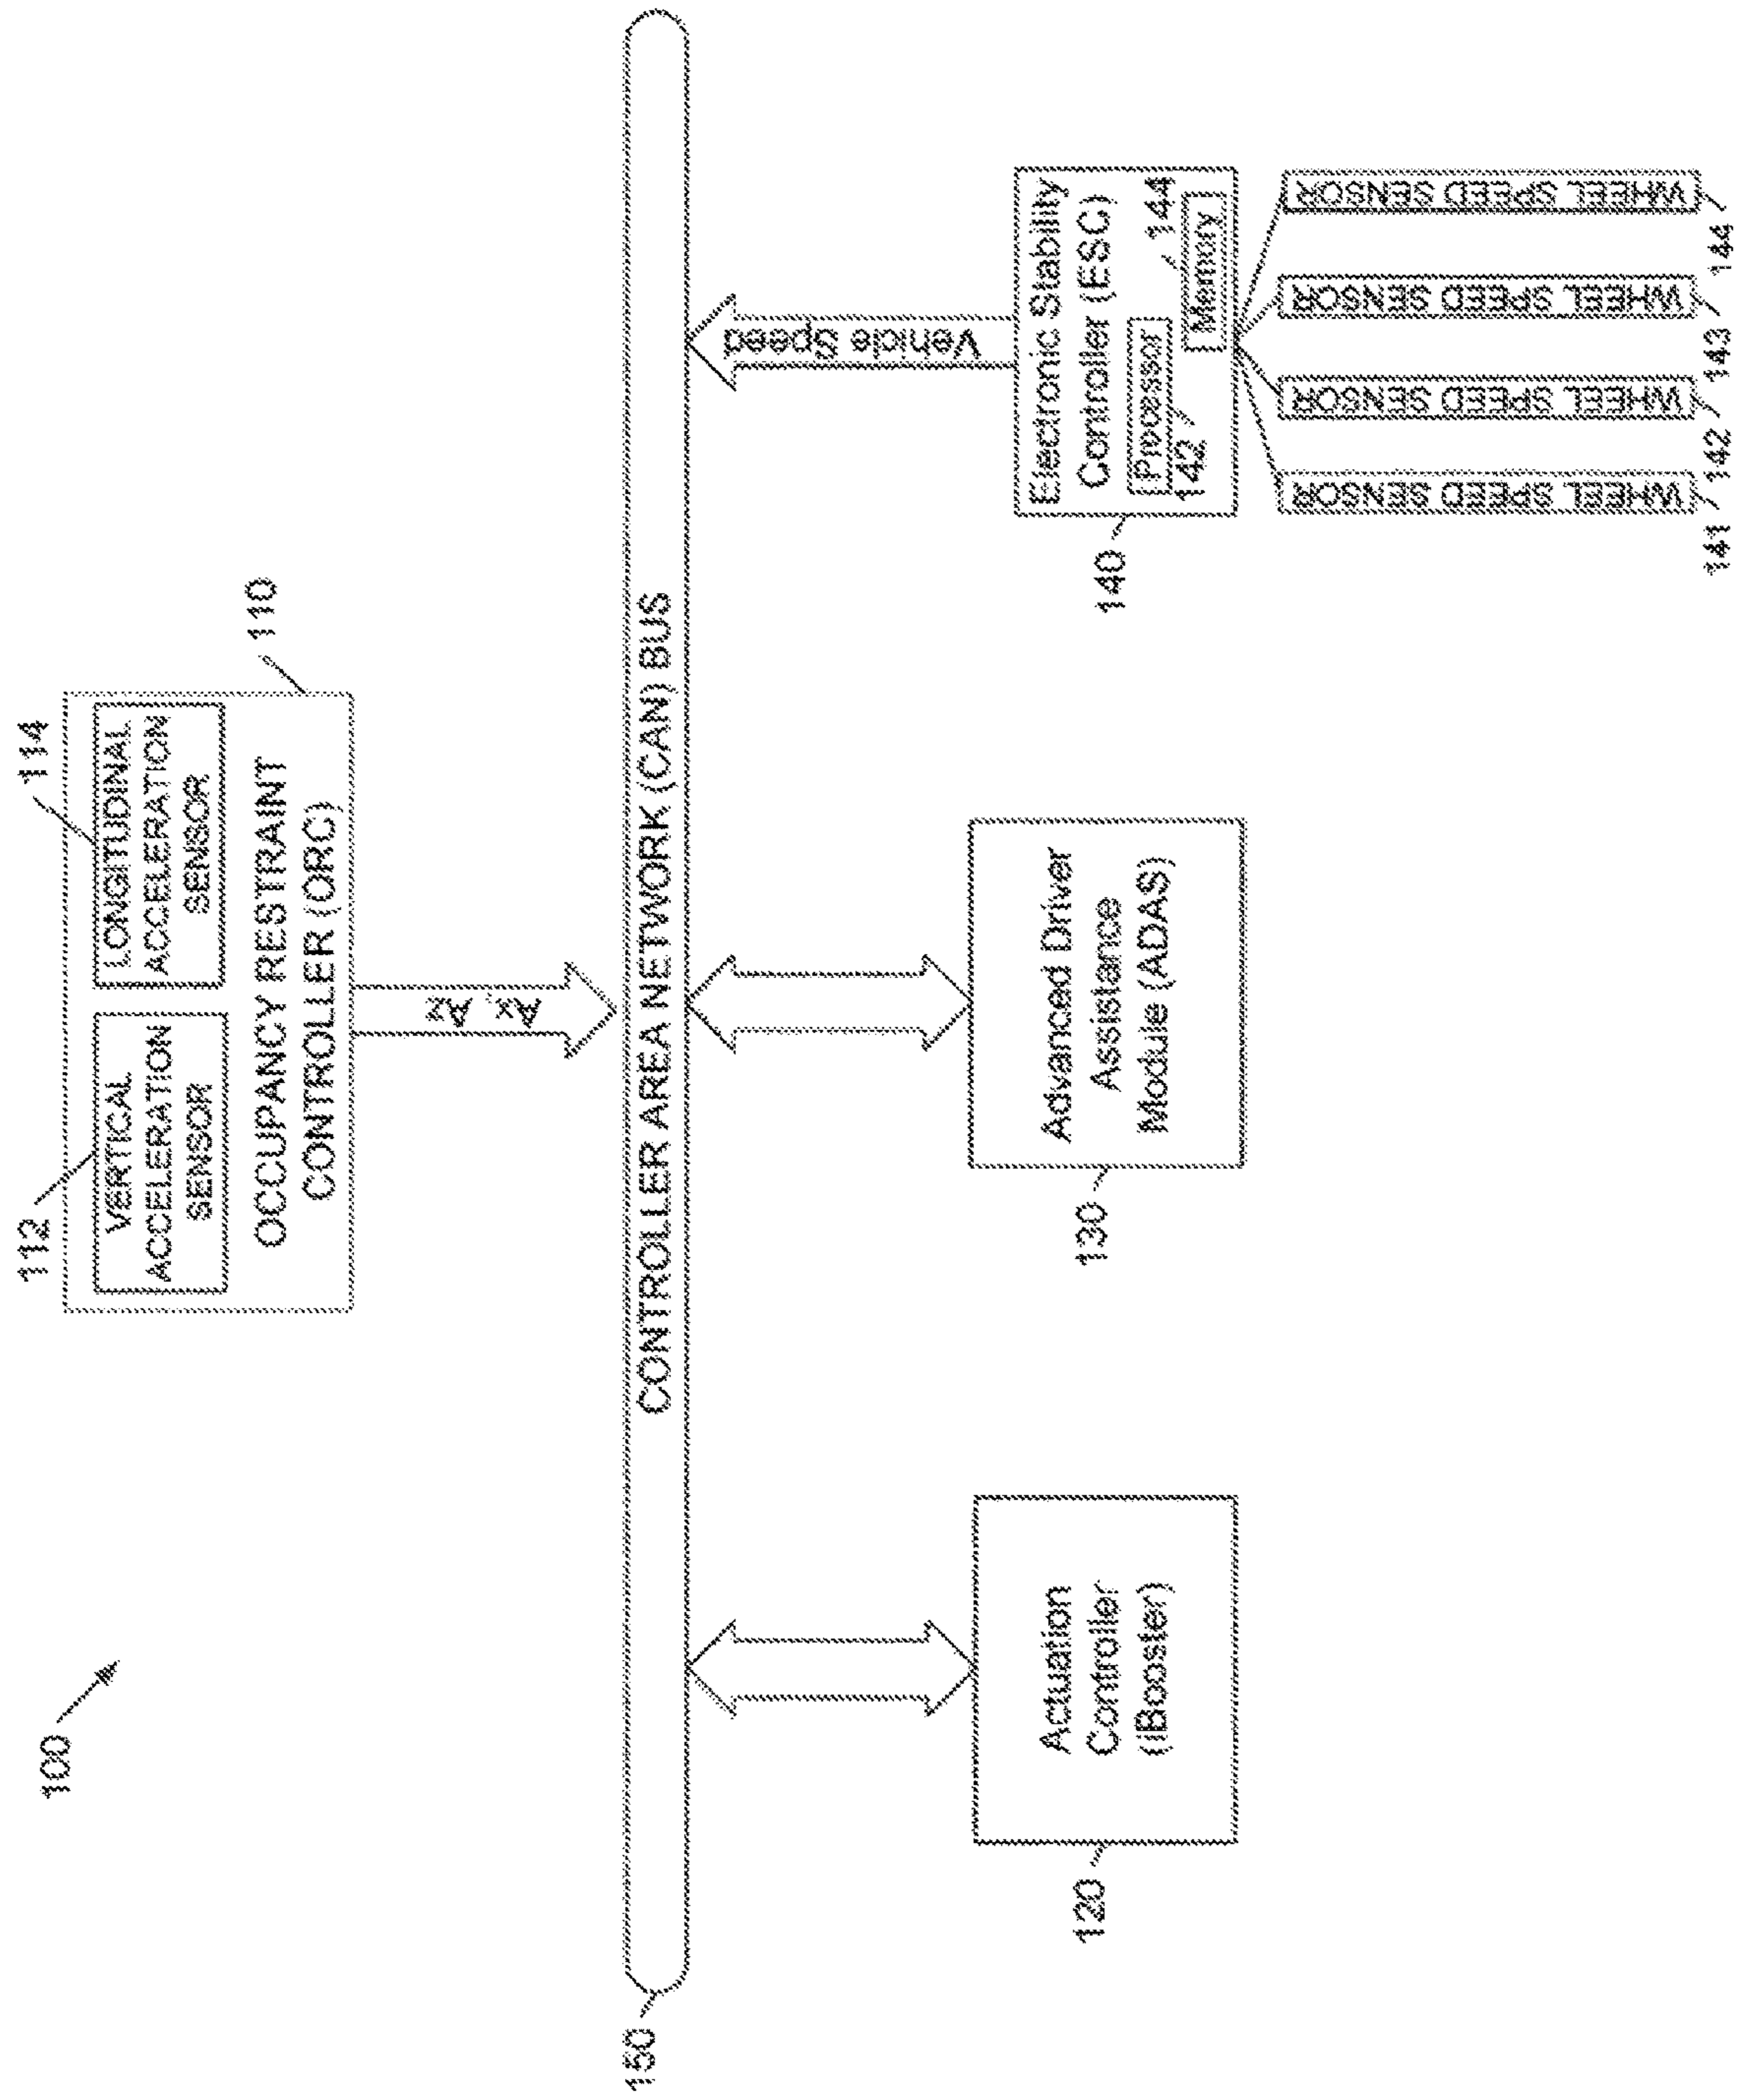 100
112
114
VERTICAL
ACCELERATION
SENSOR
LONGITUDINAL
ACCELERATION
SENSOR
OCCUPANCY RESTRAINT
CONTROLLER (ORC)
110
Ax, Az
150
CONTROLLER AREA NETWORK (CAN) BUS
Vehicle Speed
120
Actuation
Controller
(iBooster)
130
Advanced Driver
Assistance
Module (ADAS)
140
Electronic Stability
Controller (ESC)
Processor
142
144
Memory
WHEEL SPEED SENSOR
WHEEL SPEED SENSOR
WHEEL SPEED SENSOR
WHEEL SPEED SENSOR
141
142
143
144